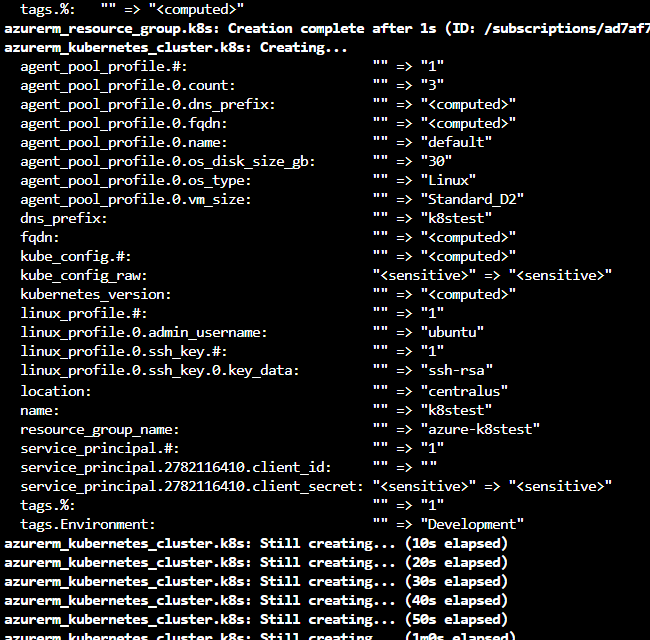 tags.%: "" => "<computed>"
azurerm_resource_group.k8s: Creation complete after 1s (ID: /subscriptions/ad7af7
azurerm_kubernetes_cluster.k8s: Creating...
agent_pool_profile.#: "" => "1"
agent_pool_profile.0.count: "" => "3"
agent_pool_profile.0.dns_prefix: "" => "<computed>"
agent_pool_profile.0.fqdn: "" => "<computed>"
agent_pool_profile.0.name: "" => "default"
agent_pool_profile.0.os_disk_size_gb: "" => "30"
agent_pool_profile.0.os_type: "" => "Linux"
agent_pool_profile.0.vm_size: "" => "Standard_D2"
dns_prefix: "" => "k8stest"
fqdn: "" => "<computed>"
kube_config.#: "" => "<computed>"
kube_config_raw: "<sensitive>" => "<sensitive>"
kubernetes_version: "" => "<computed>"
linux_profile.#: "" => "1"
linux_profile.0.admin_username: "" => "ubuntu"
linux_profile.0.ssh_key.#: "" => "1"
linux_profile.0.ssh_key.0.key_data: "" => "ssh-rsa"
location: "" => "centralus"
name: "" => "k8stest"
resource_group_name: "" => "azure-k8stest"
service_principal.#: "" => "1"
service_principal.2782116410.client_id: "" => ""
service_principal.2782116410.client_secret: "<sensitive>" => "<sensitive>"
tags.%: "" => "1"
tags.Environment: "" => "Development"
azurerm_kubernetes_cluster.k8s: Still creating... (10s elapsed)
azurerm_kubernetes_cluster.k8s: Still creating... (20s elapsed)
azurerm_kubernetes_cluster.k8s: Still creating... (30s elapsed)
azurerm_kubernetes_cluster.k8s: Still creating... (40s elapsed)
azurerm_kubernetes_cluster.k8s: Still creating... (50s elapsed)
azurerm_kubernetes_cluster.k8s: Still creating... (1m0s elapsed)